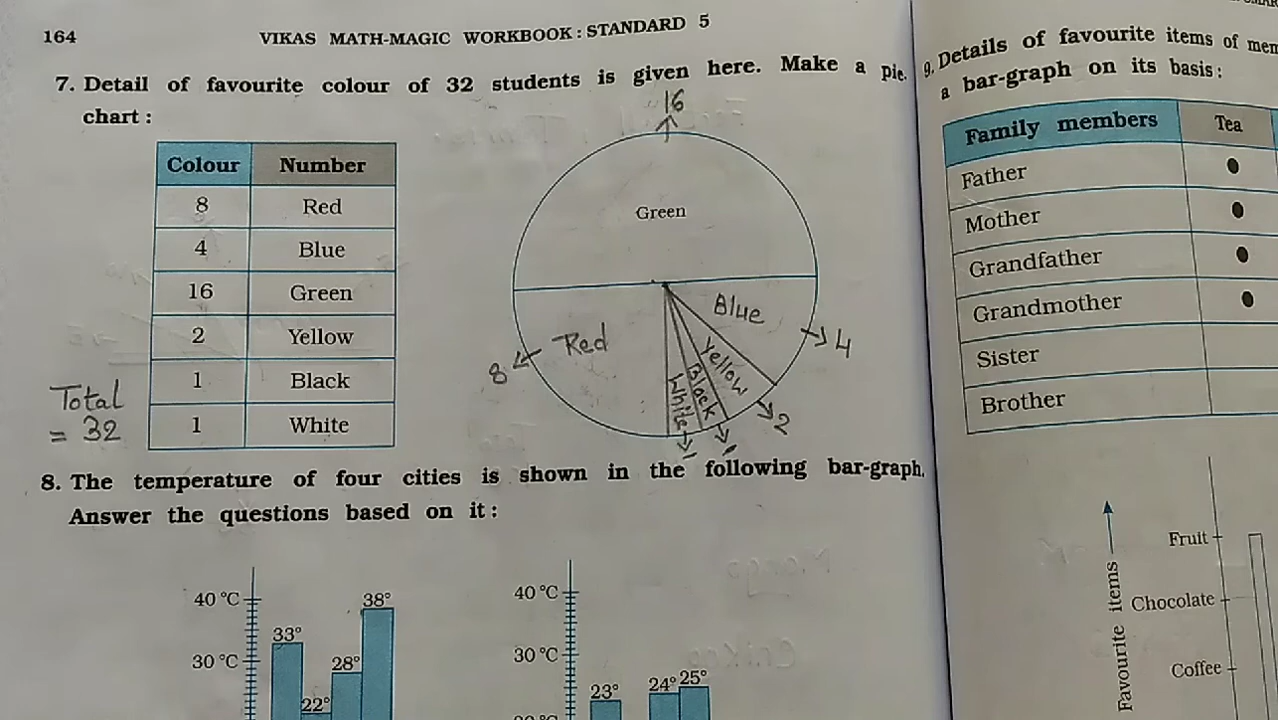 164
VIKAS MATH-MAGIC WORKBOOK : STANDARD 5
7. Detail of favourite colour of 32 students is given here. Make a pie.
chart :
Colour Number
8 Red
4 Blue
16 Green
2 Yellow
1 Black
1 White
Total
= 32
16
Green
Blue
4
Red
8
Yellow
2
Black
White
8. The temperature of four cities is shown in the following bar-graph.
Answer the questions based on it :
40 °C
38°
33°
30 °C
28°
22°
40 °C
30 °C
25°
24°
23°
9. Details of favourite items of
a bar-graph on its basis :
Family members Tea
Father
Mother
Grandfather
Grandmother
Sister
Brother
Favourite items
Fruit
Chocolate
Coffee